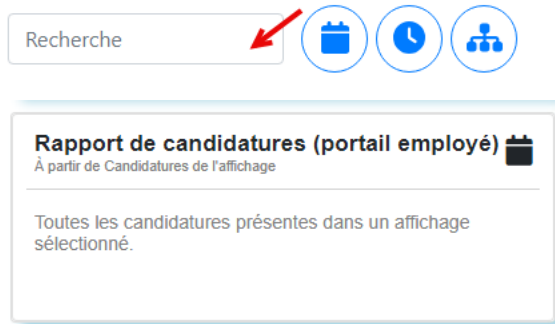 Recherche
Rapport de candidatures (portail employé)
À partir de Candidatures de l'affichage
Toutes les candidatures présentes dans un affichage
sélectionné.